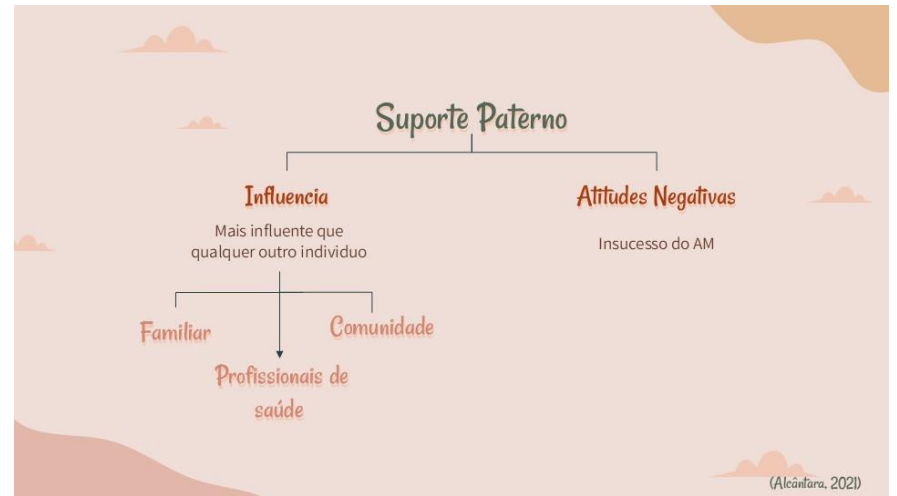 Suporte Paterno
Influencia
Mais influente que
qualquer outro individuo
Familiar
Comunidade
Profissionais de
saúde
Atitudes Negativas
Insucesso do AM
(Alcântara, 2021)